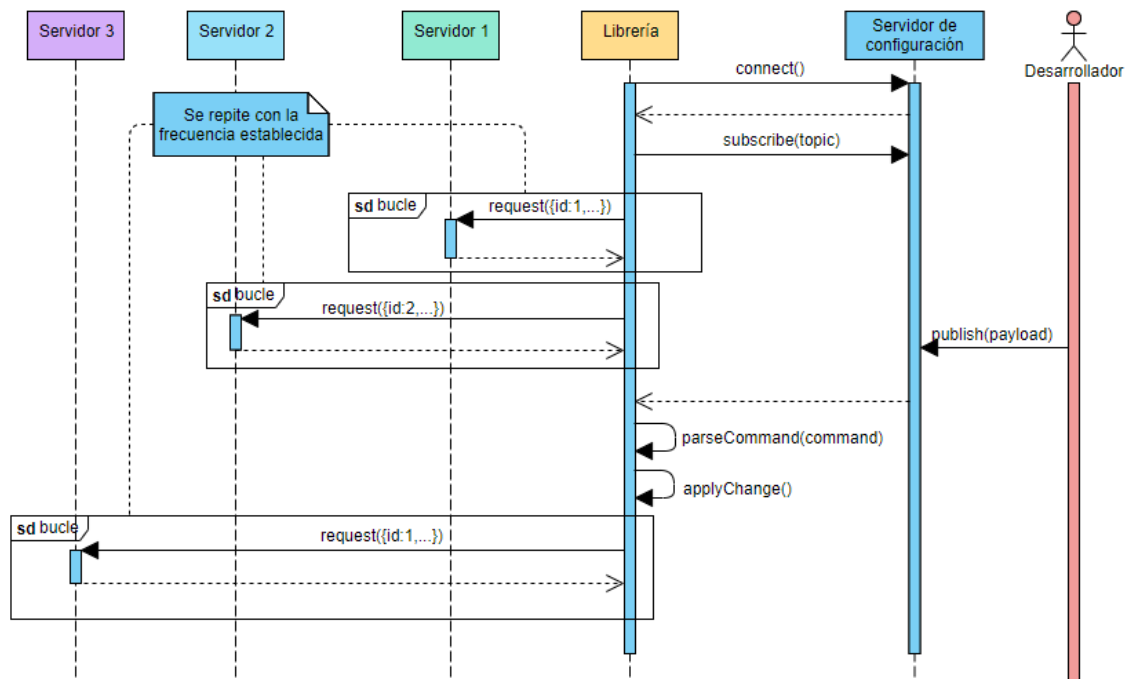 Servidor 3
Servidor 2
Servidor 1
Librería
Servidor de
configuración
Desarrollador
connect()
Se repite con la
frecuencia establecida
subscribe(topic)
sd bucle
request({id:1,...})
sd bucle
request({id:2,...})
publish(payload)
parseCommand(command)
applyChange()
sd bucle
request({id:1,...})